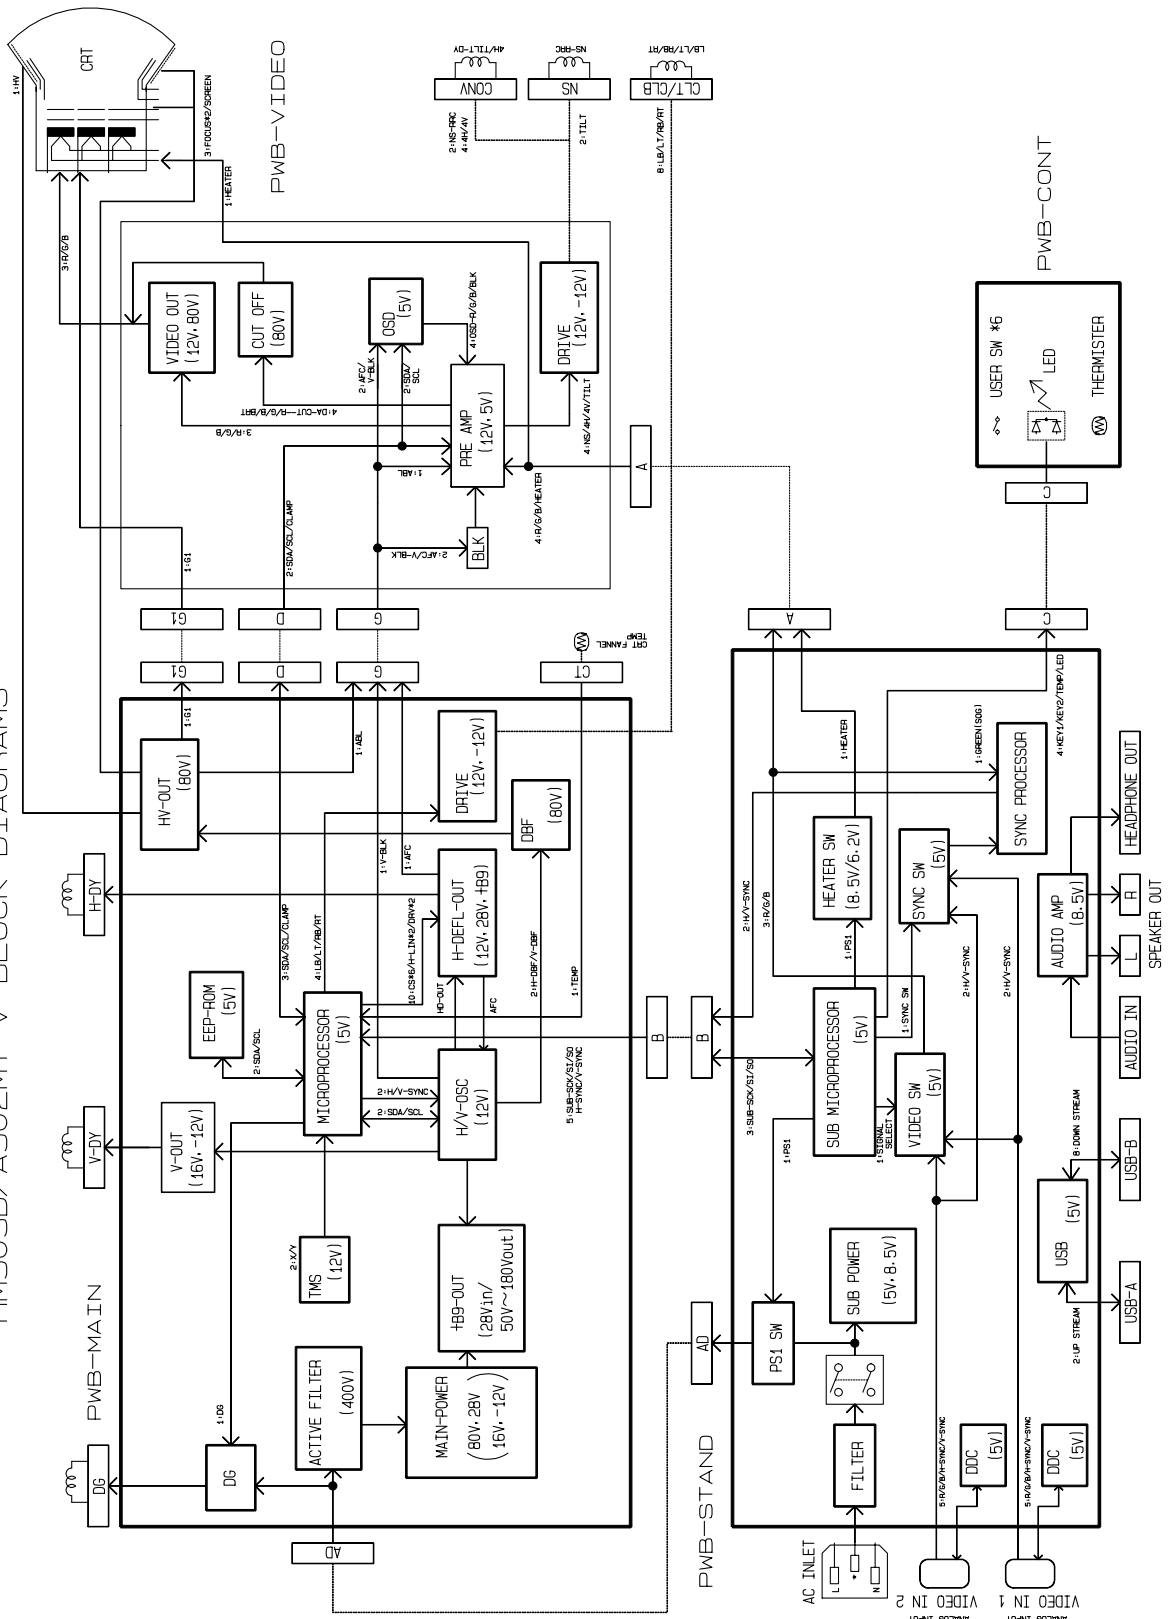 CRT
1:HV
3:FOCUS*2/SCREEN
1:HEATER
3:R/G/B
PWB-VIDEO
4H/TILT-DY
CONV
NS
CLT/CLB
LB/LT/RB/RT
4:4H/4V
2:TILT
8:LB/LT/RB/RT
VIDEO OUT
(12V,80V)
CUT OFF
(80V)
OSD
(5V)
2:AFC/
V-BLK
2:SDA/
SCL
4:OSD-R/G/B/BLK
DRIVE
(12V,-12V)
3:R/G/B
4:DA-CUT--R/G/B/BRT
PRE AMP
(12V,5V)
4:NS/4H/4V/TILT
1:ABL
BLK
2:AFC/V-BLK
4:R/G/B/HEATER
A
1:G1
2:SDA/SCL/CLAMP
G1
D
G
G1
D
G
CT
CRT FANNEL
TEMP
PWB-CONT
USER SW *6
LED
THERMISTER
C
C
A
PWB-MAIN
H-DY
V-DY
DG
HV-OUT
(80V)
1:G1
1:ABL
DRIVE
(12V,-12V)
DBF
(80V)
1:V-BLK
1:AFC
H-DEFL-OUT
(12V,28V,+B9)
3:SDA/SCL/CLAMP
4:LB/LT/RB/RT
10:CS*6/H-LIN*2/DRV*2
HD-OUT
AFC
2:H-DBF/V-DBF
1:TEMP
EEP-ROM
(5V)
2:SDA/SCL
MICROPROCESSOR
(5V)
2:H/V-SYNC
2:SDA/SCL
H/V-OSC
(12V)
5:SUB-SCK/SI/SO
H-SYNC/V-SYNC
V-OUT
(16V,-12V)
2:X/Y
TMS
(12V)
+B9-OUT
(28Vin/
50V~180Vout)
1:DG
DG
ACTIVE FILTER
(400V)
MAIN-POWER
(80V,28V
16V,-12V)
AD
B
B
AD
PWB-STAND
1:HEATER
1:GREEN(SOG)
4:KEY1/KEY2/TEMP/LED
SYNC PROCESSOR
HEATER SW
(8.5V/6.2V)
SYNC SW
(5V)
2:H/V-SYNC
3:R/G/B
1:PS1
SUB MICROPROCESSOR
(5V)
1:SYNC SW
2:H/V-SYNC
2:H/V-SYNC
AUDIO AMP
(8.5V)
HEADPHONE OUT
R
L
SPEAKER OUT
AUDIO IN
3:SUB-SCK/SI/SO
1:PS1
1:SIGNAL
SELECT
VIDEO SW
(5V)
8:DOWN STREAM
USB-B
USB
(5V)
2:UP STREAM
USB-A
SUB POWER
(5V,8.5V)
PS1 SW
FILTER
5:R/G/B/H-SYNC/V-SYNC
5:R/G/B/H-SYNC/V-SYNC
DDC
(5V)
DDC
(5V)
AC INLET
L
N
VIDEO IN 2
VIDEO IN 1